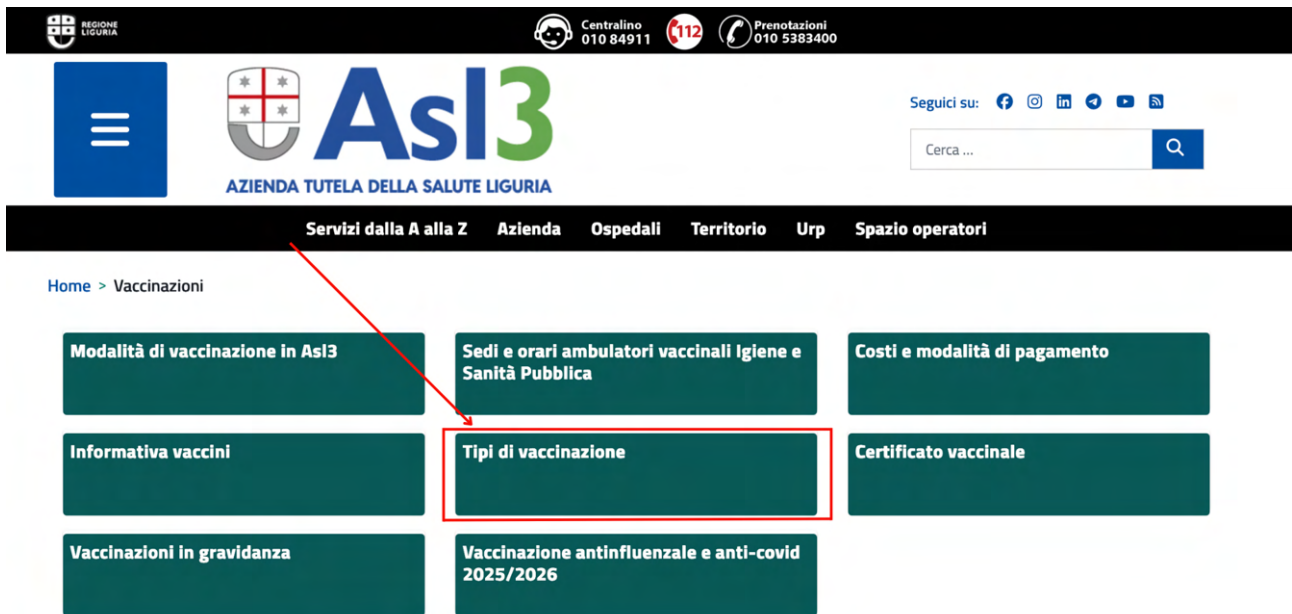 REGIONE
LIGURIA
Centralino
010 84911
112
Prenotazioni
010 5383400
Asl3
AZIENDA TUTELA DELLA SALUTE LIGURIA
Seguici su:
Cerca ...
Servizi dalla A alla Z Azienda Ospedali Territorio Urp Spazio operatori
Home > Vaccinazioni
Modalità di vaccinazione in Asl3
Sedi e orari ambulatori vaccinali Igiene e
Sanità Pubblica
Costi e modalità di pagamento
Informativa vaccini
Tipi di vaccinazione
Certificato vaccinale
Vaccinazioni in gravidanza
Vaccinazione antinfluenzale e anti-covid
2025/2026